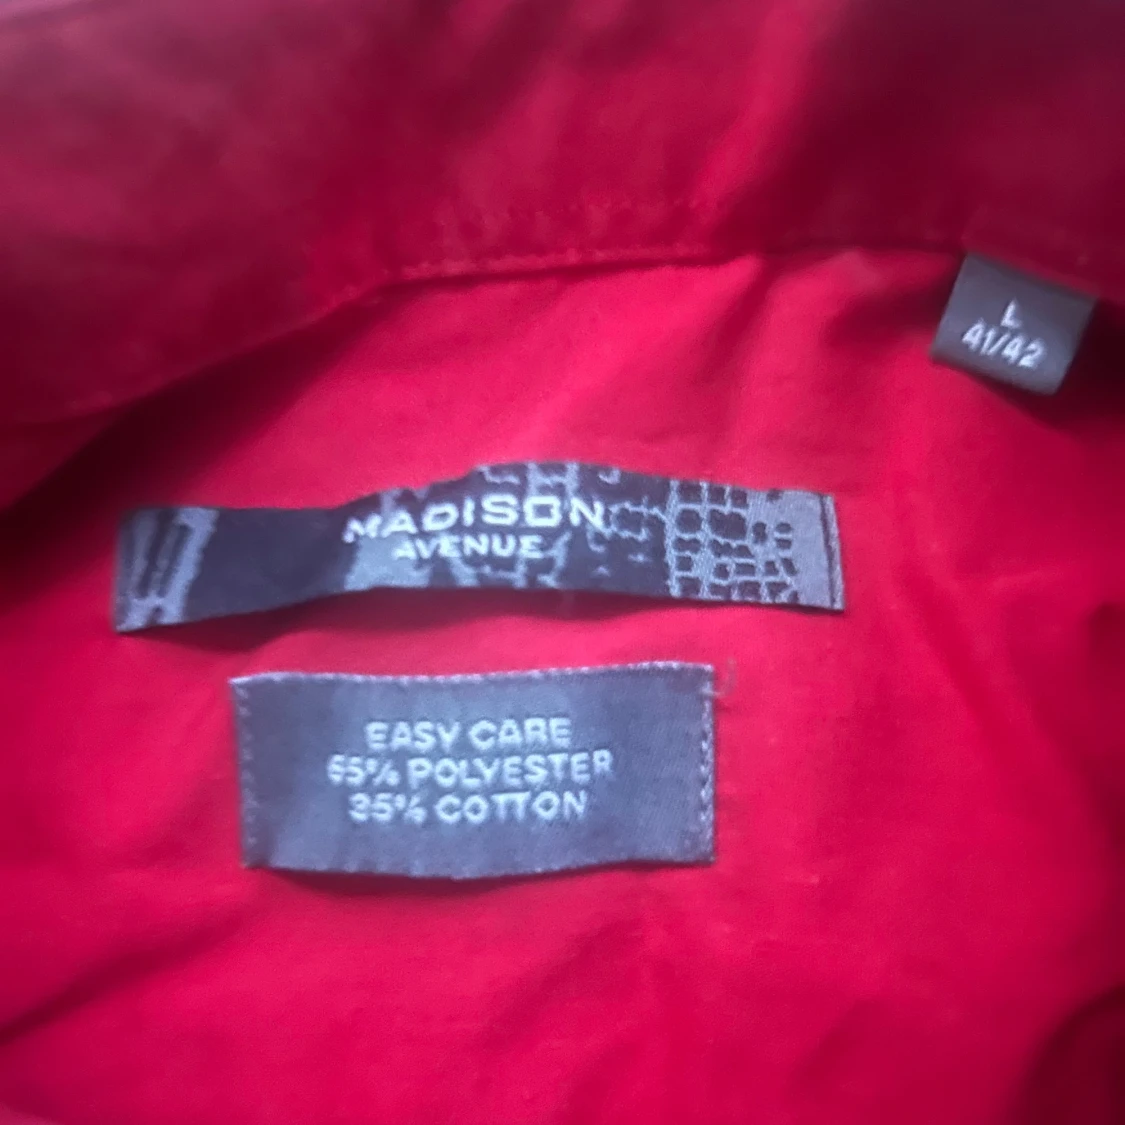 L
41/42
MADISON
AVENUE
EASY CARE
65% POLYESTER
35% COTTON